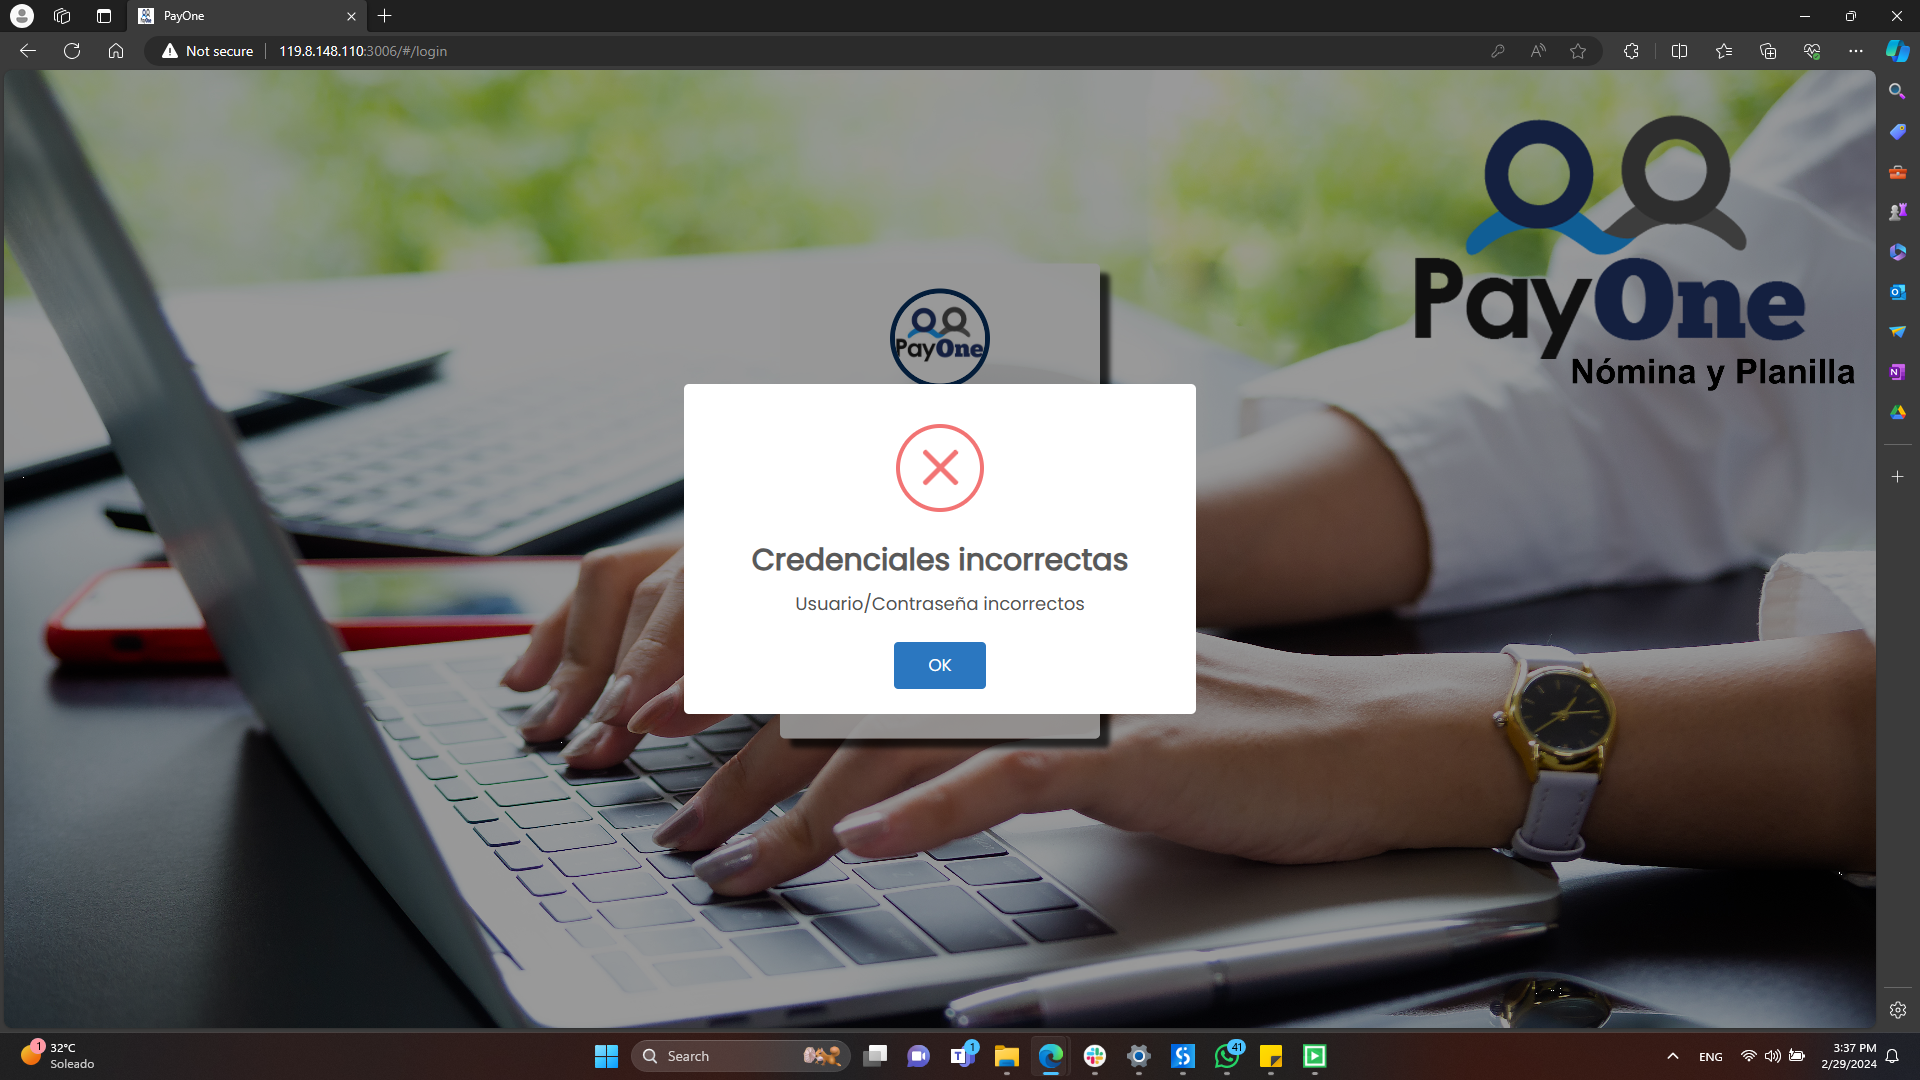 PayOne
Not secure
119.8.148.110:3006/#/login
PayOne
Nómina y Planilla
PayOne
Credenciales incorrectas
Usuario/Contraseña incorrectos
OK
1
32°C
Soleado
Search
1
41
ENG
3:37 PM
2/29/2024